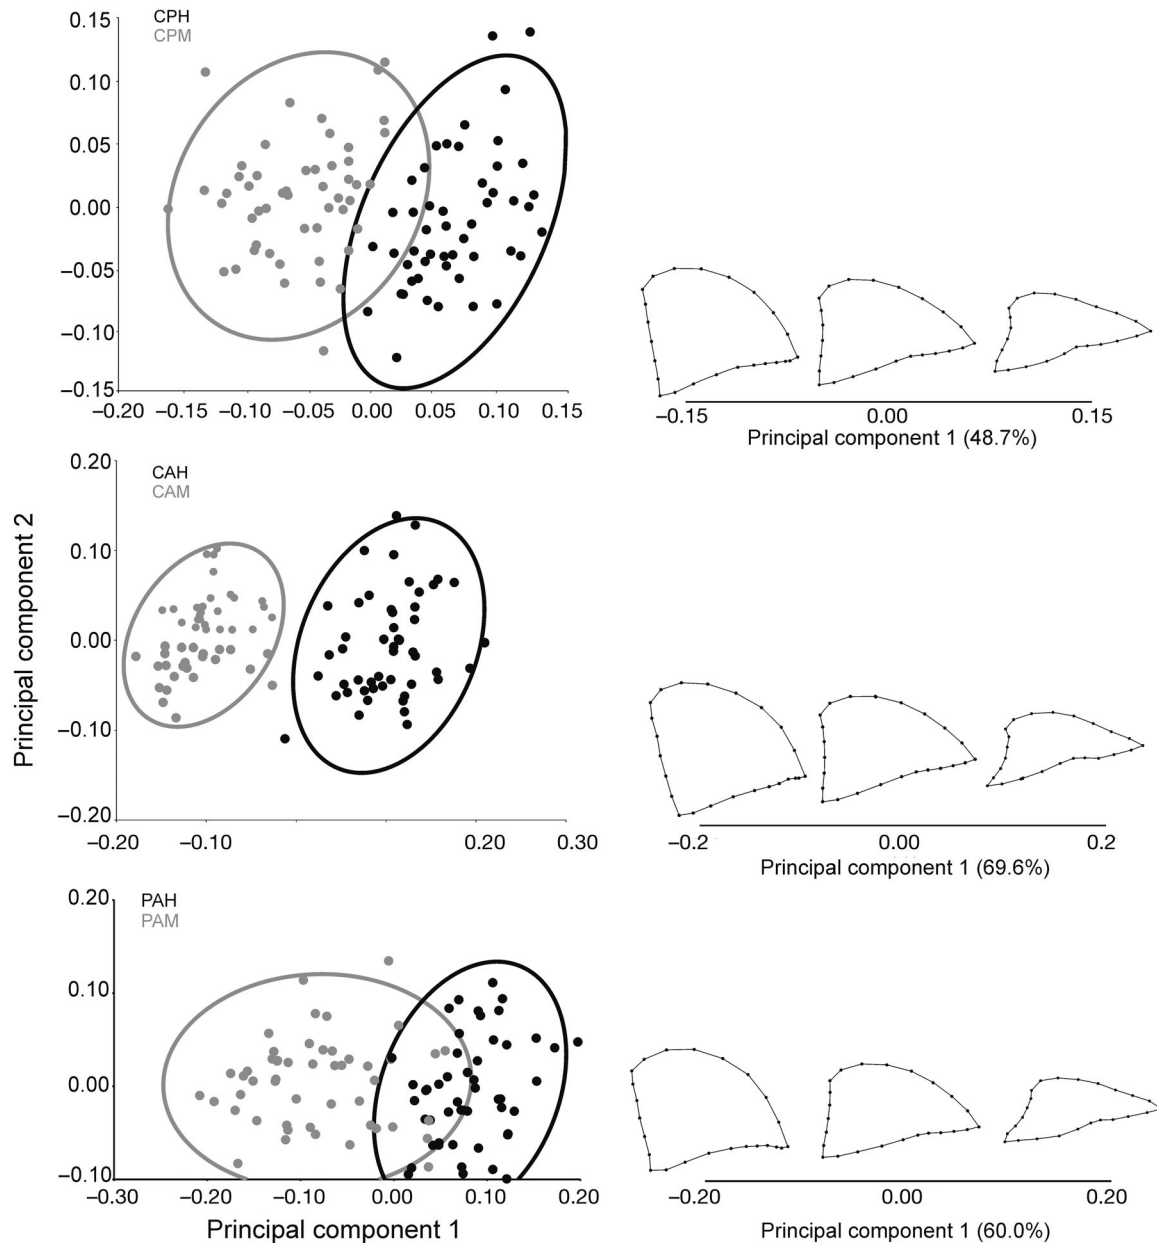 0.15
CPH
CPM
0.10
0.05
0.00
−0.05
−0.10
−0.15
−0.20 −0.15 −0.10 −0.05 0.00 0.05 0.10 0.15
−0.15 0.00 0.15
Principal component 1 (48.7%)
0.20
CAH
CAM
0.10
0.00
−0.10
−0.20
−0.20 −0.10 0.20 0.30
Principal component 2
−0.2 0.00 0.2
Principal component 1 (69.6%)
0.20
PAH
PAM
0.10
0.00
−0.10
−0.30 −0.20 −0.10 0.00 0.10 0.20
Principal component 1
−0.20 0.00 0.20
Principal component 1 (60.0%)